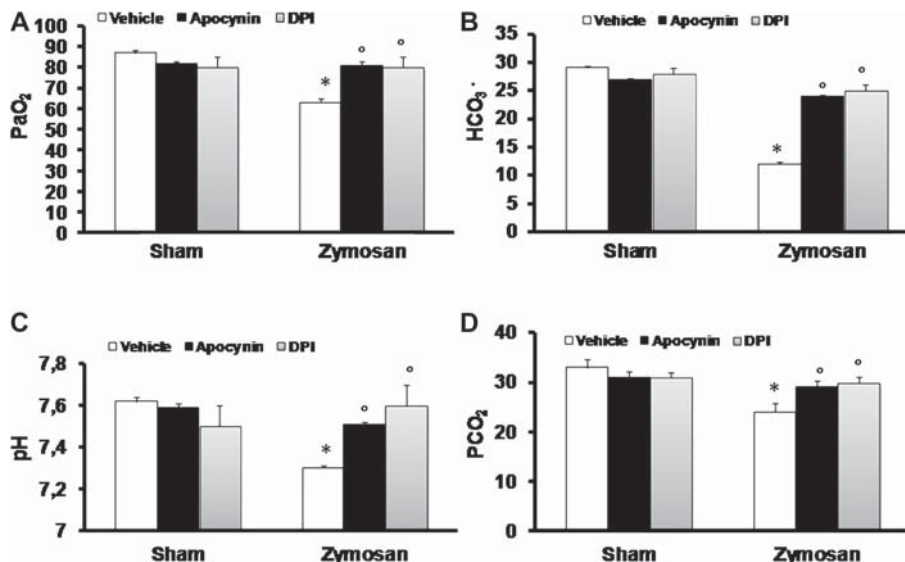 A
Vehicle Apocynin DPI
100
90
80
70
60
50
40
30
20
10
0
PaO2
* ° °
Sham Zymosan
B
Vehicle Apocynin DPI
35
30
25
20
15
10
5
0
HCO3-
* ° °
Sham Zymosan
C
Vehicle Apocynin DPI
7,8
7,6
7,4
7,2
7
pH
* ° °
Sham Zymosan
D
Vehicle Apocynin DPI
40
30
20
10
0
PCO2
* ° °
Sham Zymosan